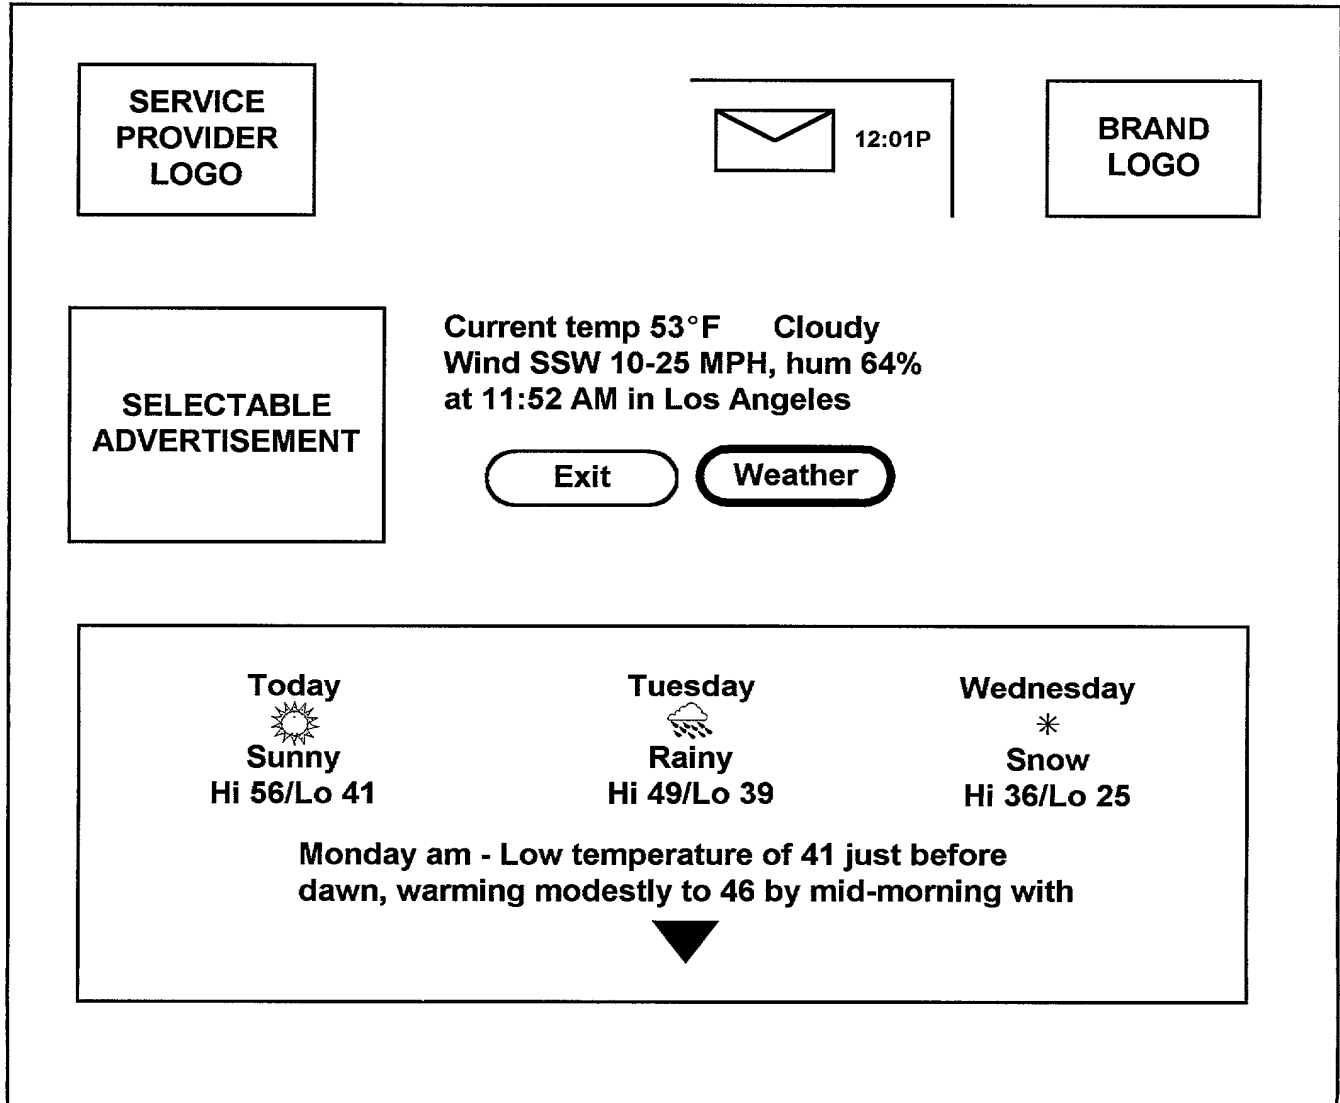 SERVICE
PROVIDER
LOGO
12:01P
BRAND
LOGO
SELECTABLE
ADVERTISEMENT
Current temp 53°F Cloudy
Wind SSW 10-25 MPH, hum 64%
at 11:52 AM in Los Angeles
Exit
Weather
Today
Sunny
Hi 56/Lo 41
Tuesday
Rainy
Hi 49/Lo 39
Wednesday
Snow
Hi 36/Lo 25
Monday am - Low temperature of 41 just before
dawn, warming modestly to 46 by mid-morning with